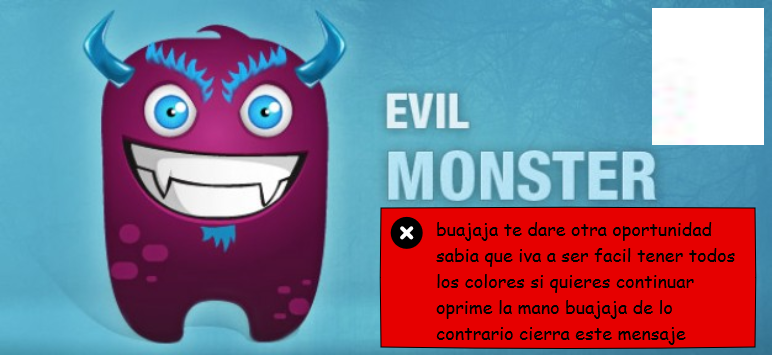 EVIL
MONSTER
buajaja te dare otra oportunidad
sabia que iva a ser facil tener todos
los colores si quieres continuar
oprime la mano buajaja de lo
contrario cierra este mensaje